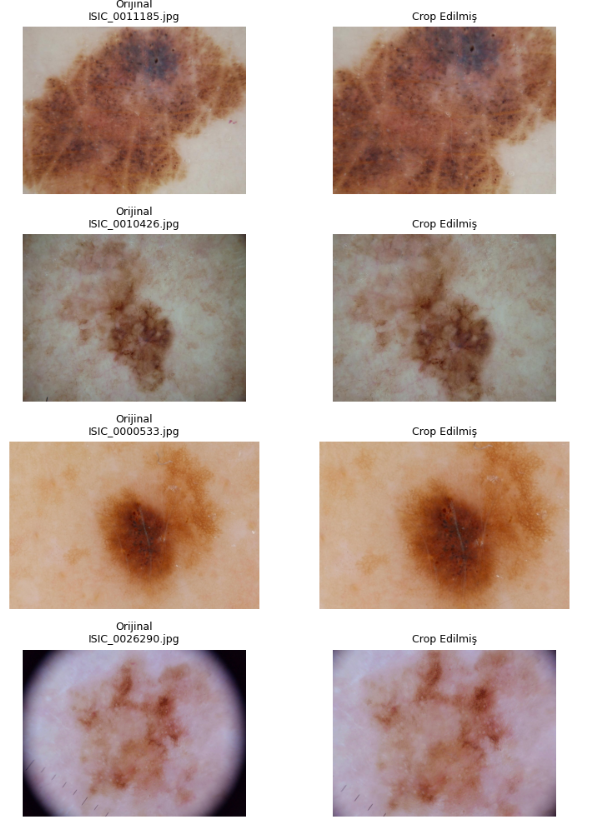 Orijinal
ISIC_0011185.jpg
Crop Edilmiş
Orijinal
ISIC_0010426.jpg
Crop Edilmiş
Orijinal
ISIC_0000533.jpg
Crop Edilmiş
Orijinal
ISIC_0026290.jpg
Crop Edilmiş